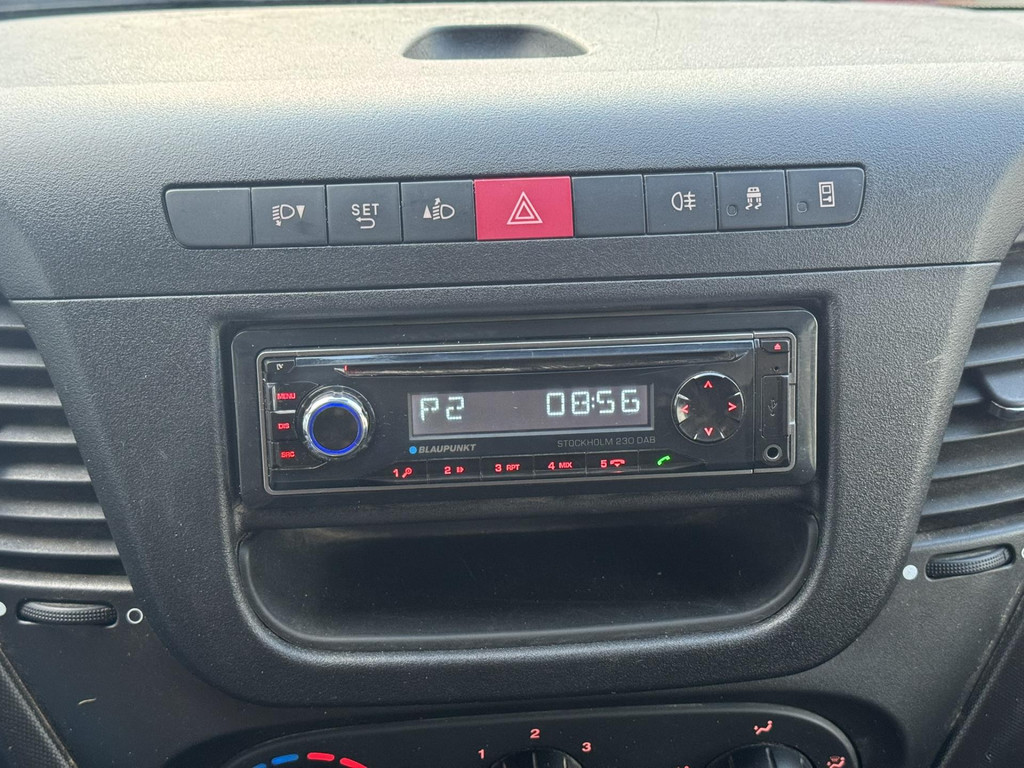 SET
MENU
DIS
SRC
P2 08:56
BLAUPUNKT
STOCKHOLM 230 DAB
1 2 3 RPT 4 MIX 5
1 2 3